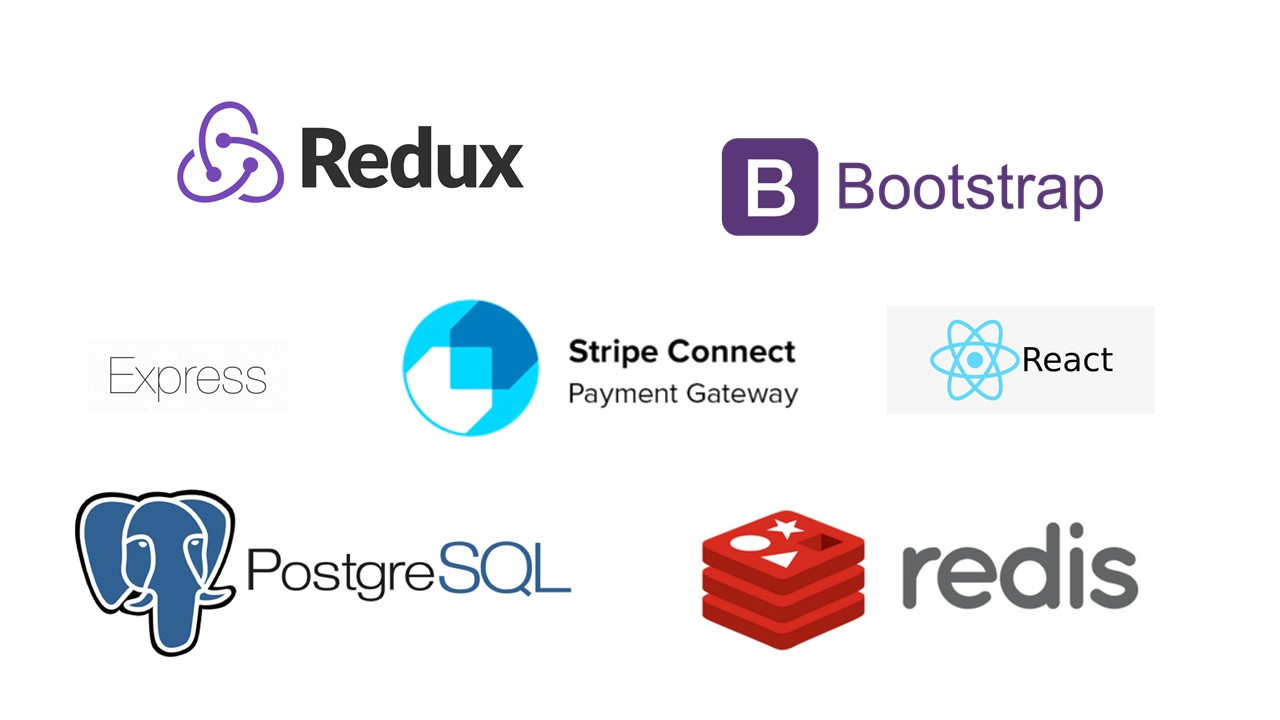 Redux
B Bootstrap
Express
Stripe Connect
Payment Gateway
React
PostgreSQL
redis